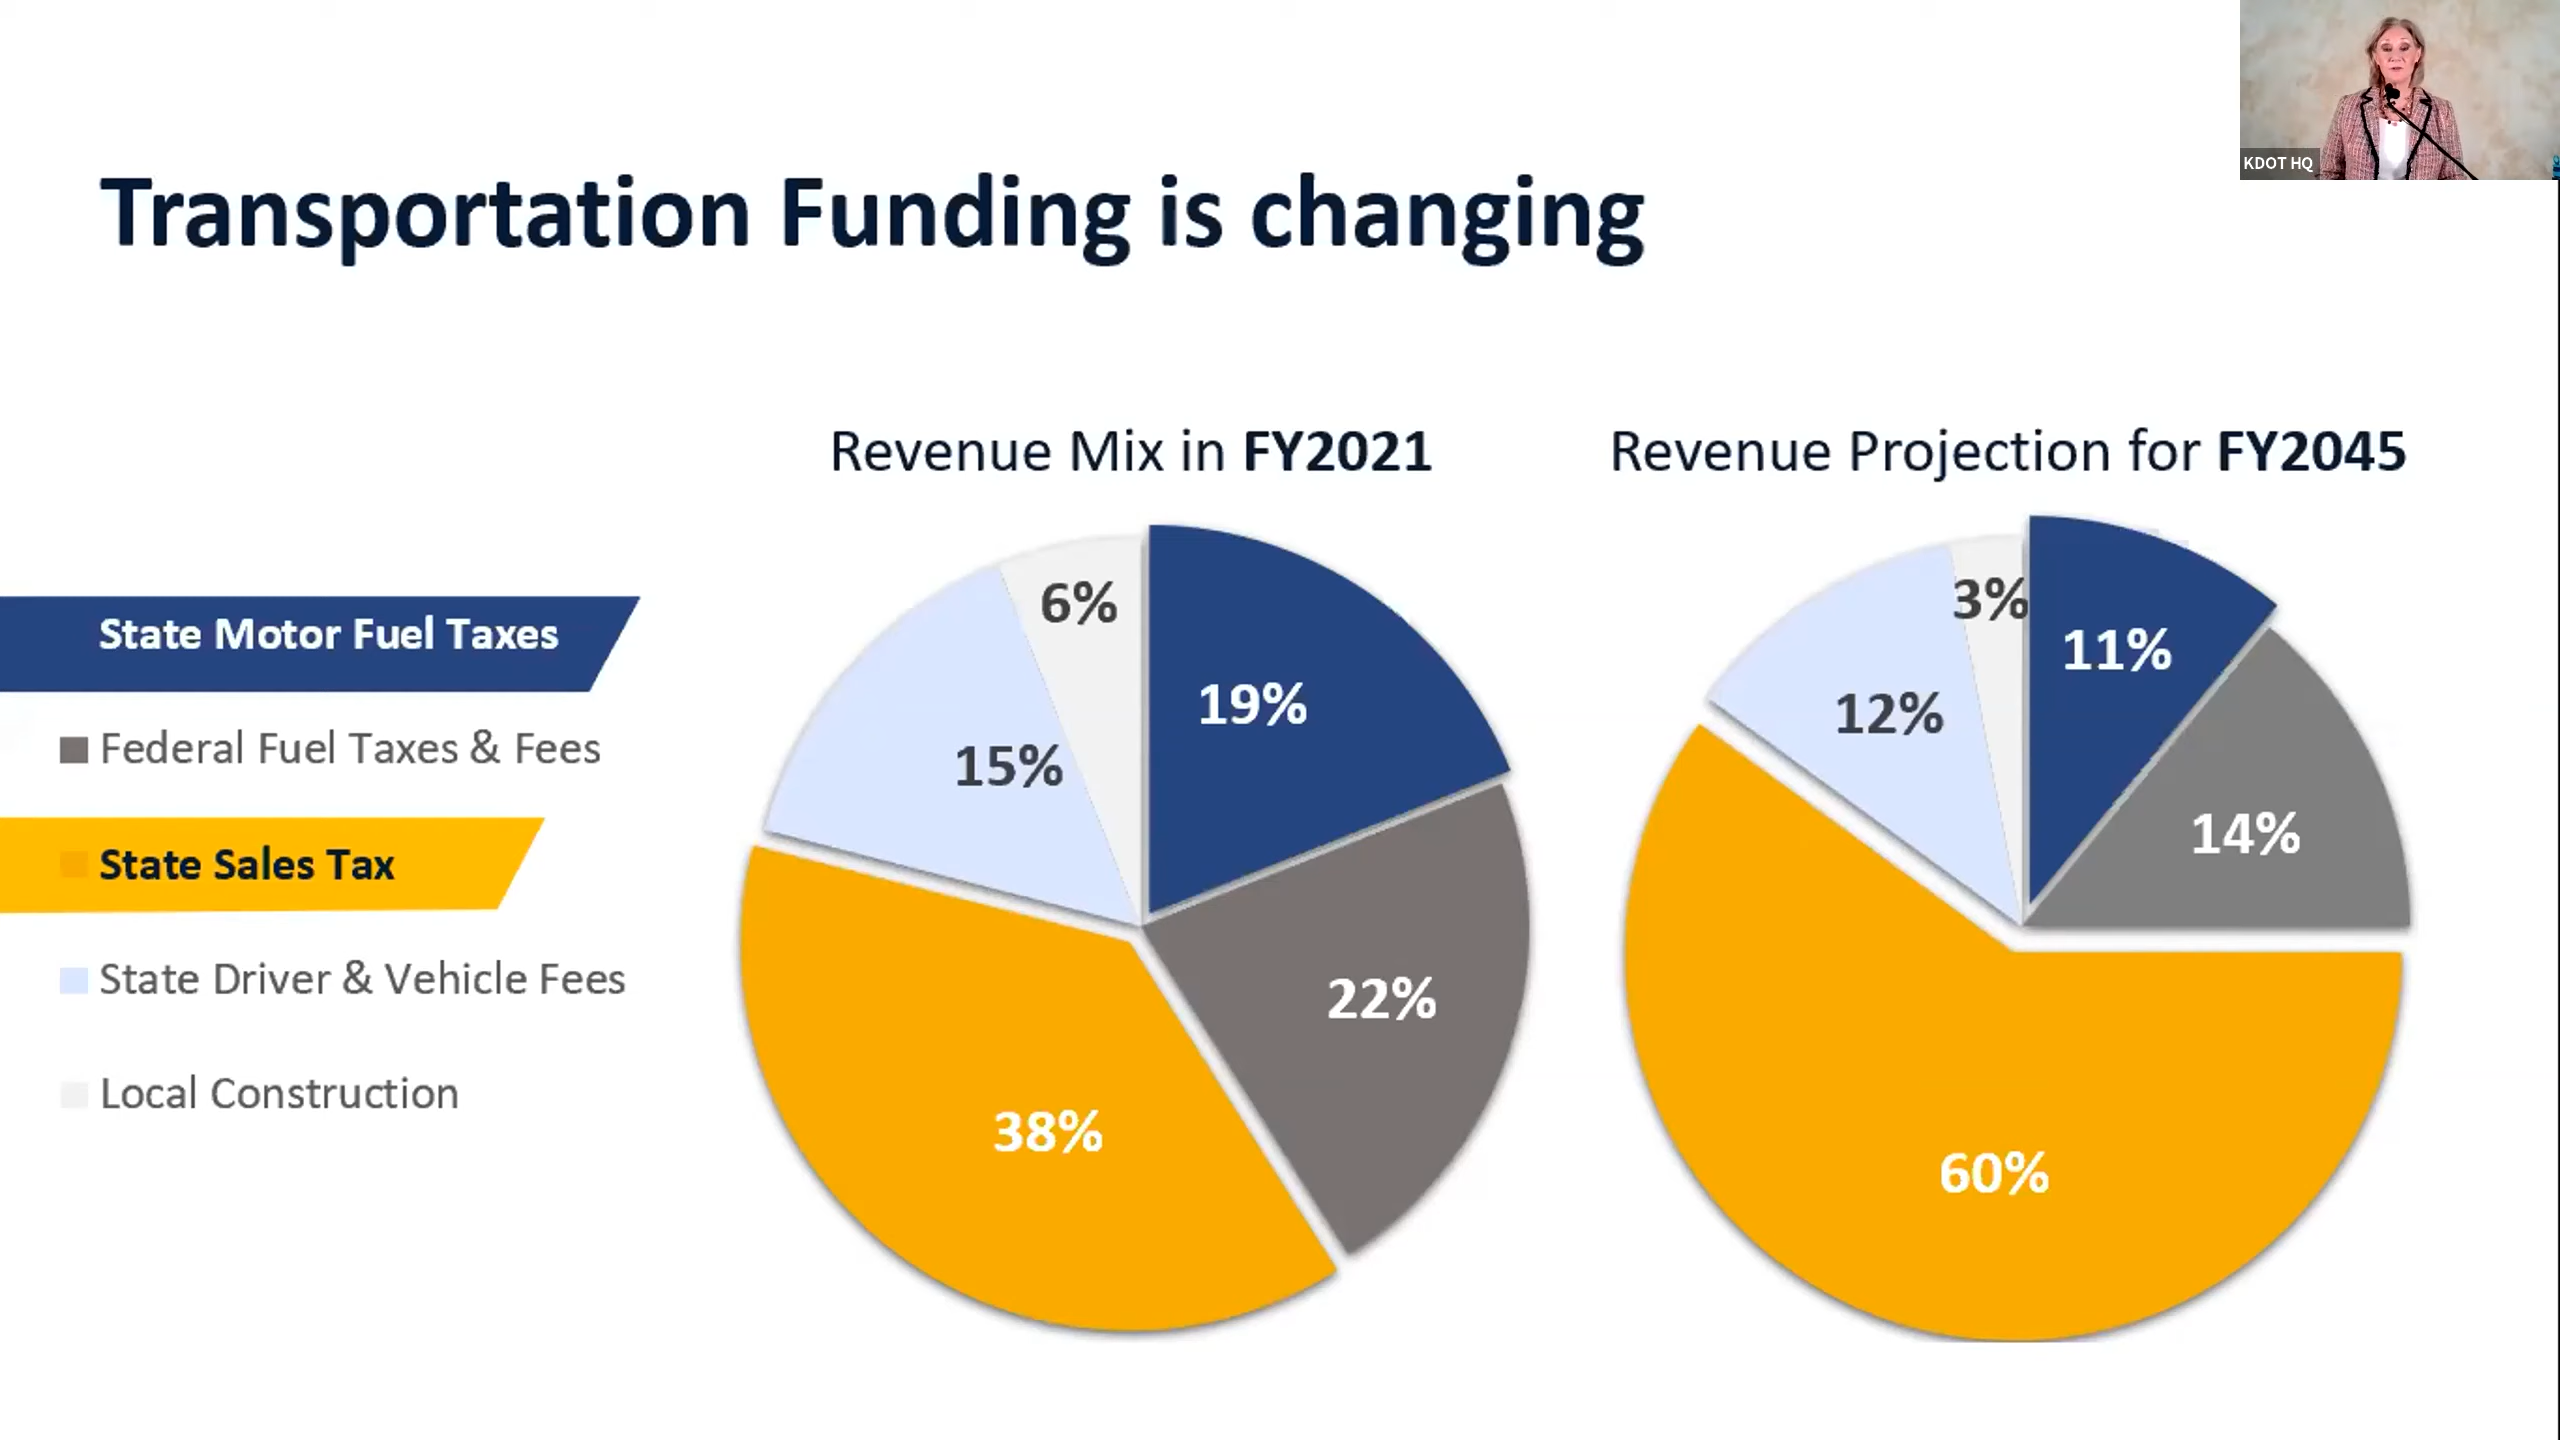 KDOT HQ
Transportation Funding is changing
Revenue Mix in FY2021
Revenue Projection for FY2045
State Motor Fuel Taxes
Federal Fuel Taxes & Fees
State Sales Tax
State Driver & Vehicle Fees
Local Construction
6%
19%
15%
22%
38%
3%
11%
12%
14%
60%